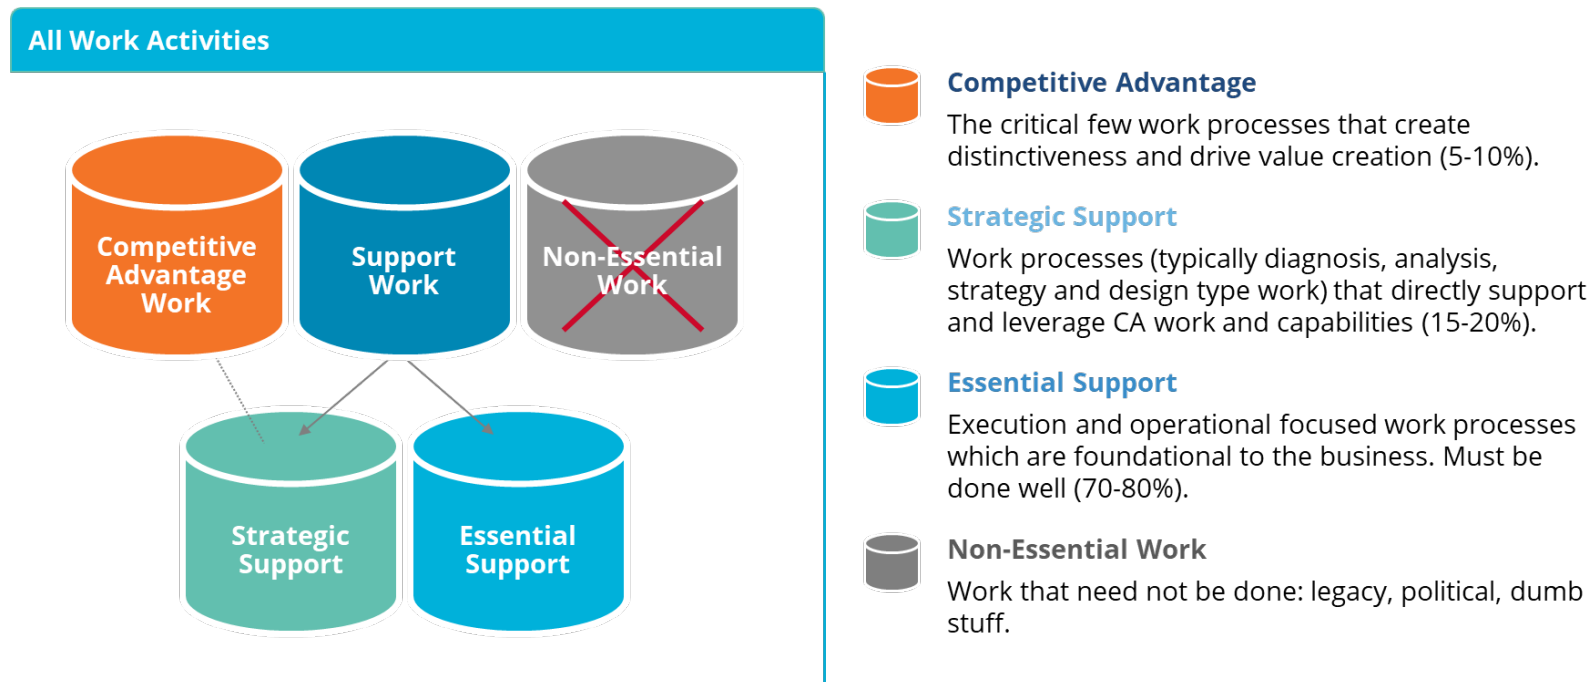 All Work Activities
Competitive
Advantage
Work
Support
Work
Non-Essential
Work
Strategic
Support
Essential
Support
Competitive Advantage
The critical few work processes that create
distinctiveness and drive value creation (5-10%).
Strategic Support
Work processes (typically diagnosis, analysis,
strategy and design type work) that directly support
and leverage CA work and capabilities (15-20%).
Essential Support
Execution and operational focused work processes
which are foundational to the business. Must be
done well (70-80%).
Non-Essential Work
Work that need not be done: legacy, political, dumb
stuff.